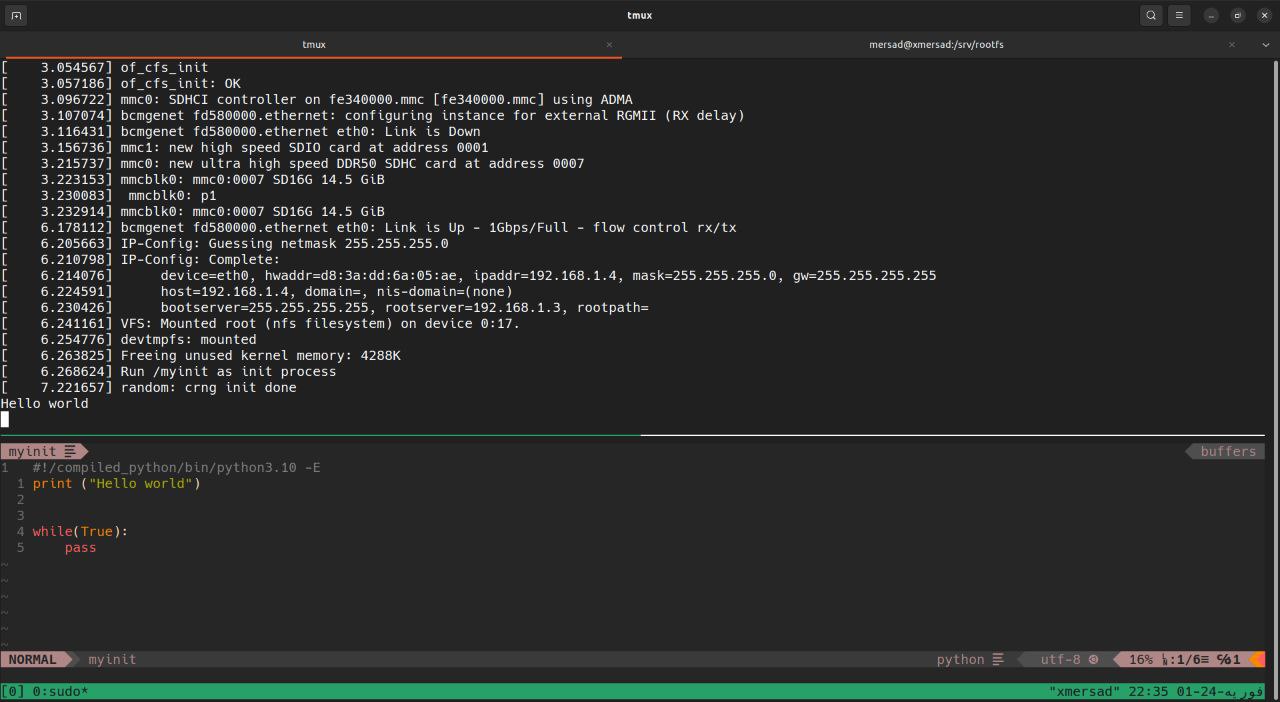 tmux
tmux × mersad@xmersad:/srv/rootfs ×
[    3.054567] of_cfs_init
[    3.057186] of_cfs_init: OK
[    3.096722] mmc0: SDHCI controller on fe340000.mmc [fe340000.mmc] using ADMA
[    3.107074] bcmgenet fd580000.ethernet: configuring instance for external RGMII (RX delay)
[    3.116431] bcmgenet fd580000.ethernet eth0: Link is Down
[    3.156736] mmc1: new high speed SDIO card at address 0001
[    3.215737] mmc0: new ultra high speed DDR50 SDHC card at address 0007
[    3.223153] mmcblk0: mmc0:0007 SD16G 14.5 GiB
[    3.230083]  mmcblk0: p1
[    3.232914] mmcblk0: mmc0:0007 SD16G 14.5 GiB
[    6.178112] bcmgenet fd580000.ethernet eth0: Link is Up - 1Gbps/Full - flow control rx/tx
[    6.205663] IP-Config: Guessing netmask 255.255.255.0
[    6.210798] IP-Config: Complete:
[    6.214076]      device=eth0, hwaddr=d8:3a:dd:6a:05:ae, ipaddr=192.168.1.4, mask=255.255.255.0, gw=255.255.255.255
[    6.224591]      host=192.168.1.4, domain=, nis-domain=(none)
[    6.230426]      bootserver=255.255.255.255, rootserver=192.168.1.3, rootpath=
[    6.241161] VFS: Mounted root (nfs filesystem) on device 0:17.
[    6.254776] devtmpfs: mounted
[    6.263825] Freeing unused kernel memory: 4288K
[    6.268624] Run /myinit as init process
[    7.221657] random: crng init done
Hello world
myinit buffers
1   #!/compiled_python/bin/python3.10 -E
  1 print ("Hello world")
  2
  3
  4 while(True):
  5     pass
~
~
~
~
~
~
NORMAL myinit python utf-8 16% :1/6≡ ℅1
[0] 0:sudo* "xmersad" 22:35 01-24-فوریه